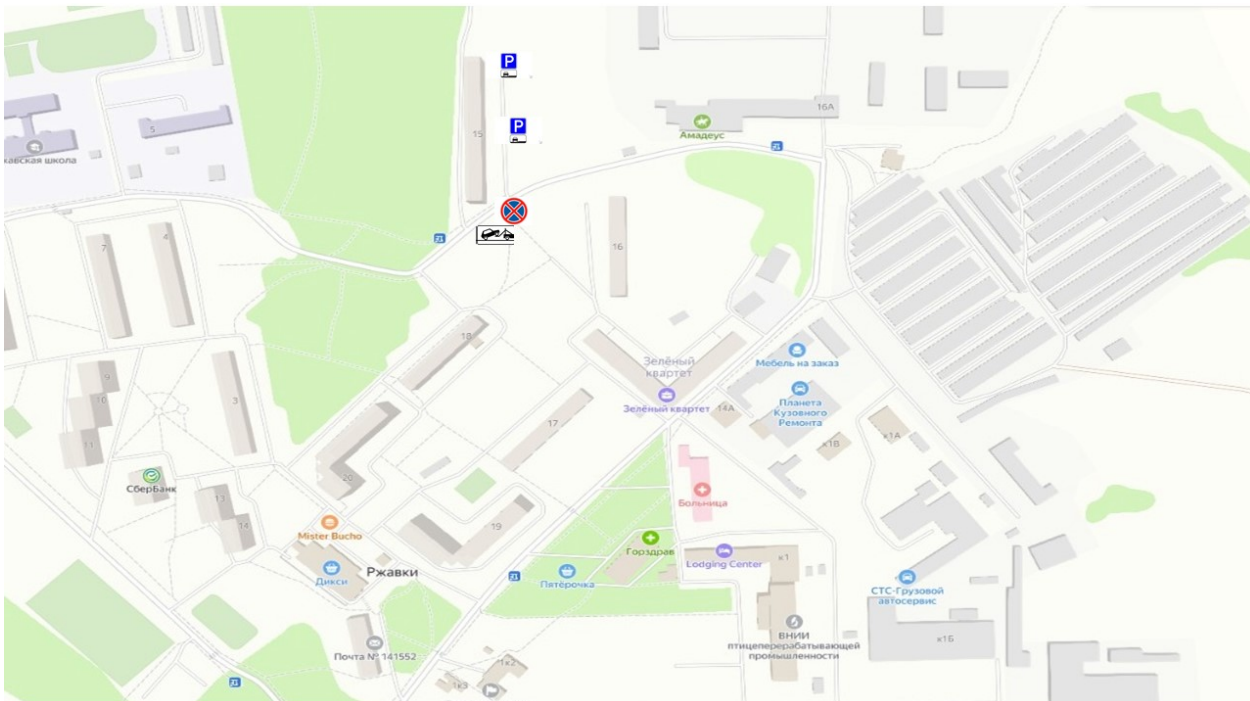 P
P
15
16А
Амадеус
5
кавская школа
7
4
16
18
Зелёный
квартет
Зелёный квартет
Мебель на заказ
Планета
Кузовного
Ремонта
14А
к1В
к1А
9
10
11
3
17
20
СберБанк
13
14
19
Больница
Mister Bucho
Дикси
Ржавки
Пятёрочка
Горздрав
Lodging Center
к1
СТС-Грузовой
автосервис
ВНИИ
птицеперерабатывающей
промышленности
к1Б
Почта № 141552
1к2
1к3